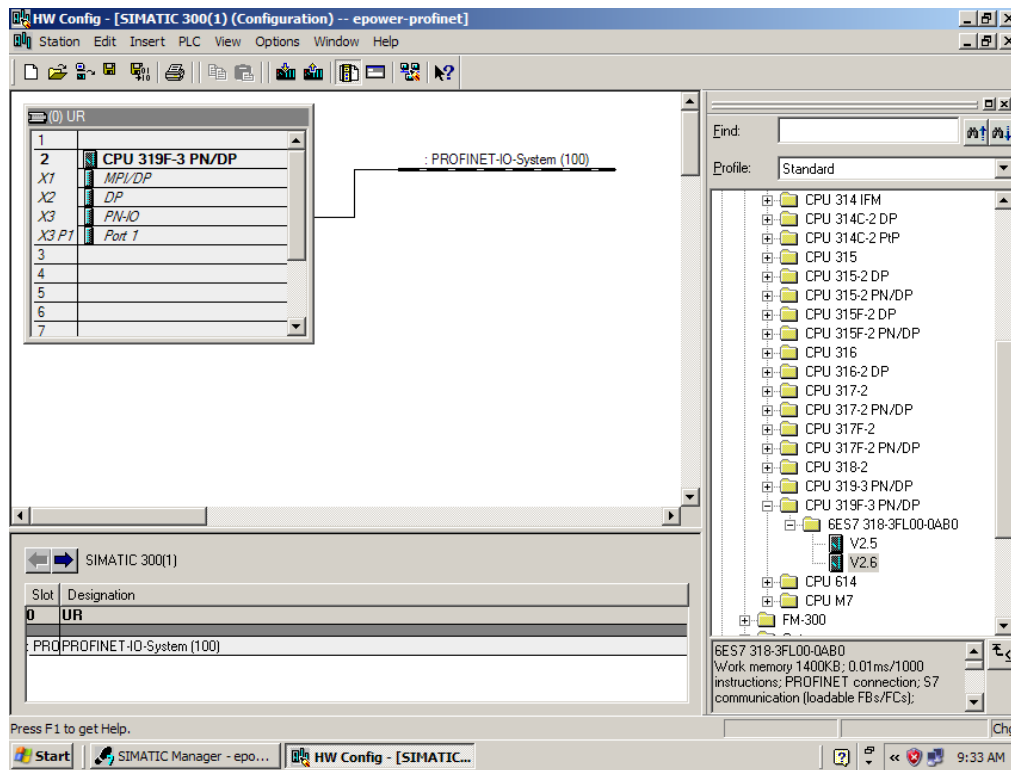 HW Config - [SIMATIC 300(1) (Configuration) -- epower-profinet]
Station Edit Insert PLC View Options Window Help
(0) UR
1
2 CPU 319F-3 PN/DP
X1 MPI/DP
X2 DP
X3 PN-IO
X3 P1 Port 1
3
4
5
6
7
: PROFINET-IO-System (100)
Find:
Profile: Standard
CPU 314 IFM
CPU 314C-2 DP
CPU 314C-2 PtP
CPU 315
CPU 315-2 DP
CPU 315-2 PN/DP
CPU 315F-2 DP
CPU 315F-2 PN/DP
CPU 316
CPU 316-2 DP
CPU 317-2
CPU 317-2 PN/DP
CPU 317F-2
CPU 317F-2 PN/DP
CPU 318-2
CPU 319-3 PN/DP
CPU 319F-3 PN/DP
6ES7 318-3FL00-0AB0
V2.5
V2.6
CPU 614
CPU M7
FM-300
6ES7 318-3FL00-0AB0
Work memory 1400KB; 0.01ms/1000
instructions; PROFINET connection; S7
communication (loadable FBs/FCs);
SIMATIC 300(1)
Slot Designation
0 UR
: PRO PROFINET-IO-System (100)
Press F1 to get Help.
Chg
Start SIMATIC Manager - epo... HW Config - [SIMATIC... 9:33 AM